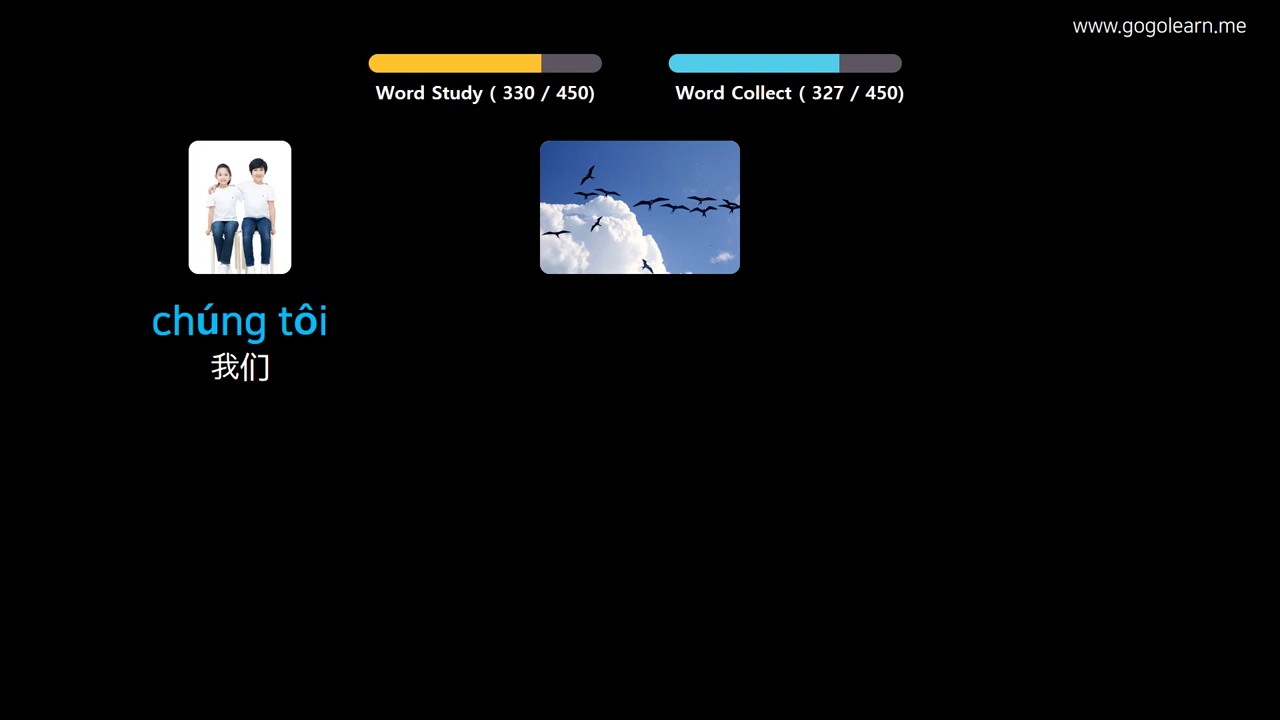 www.gogolearn.me
Word Study ( 330 / 450)
Word Collect ( 327 / 450)
chúng tôi
我们